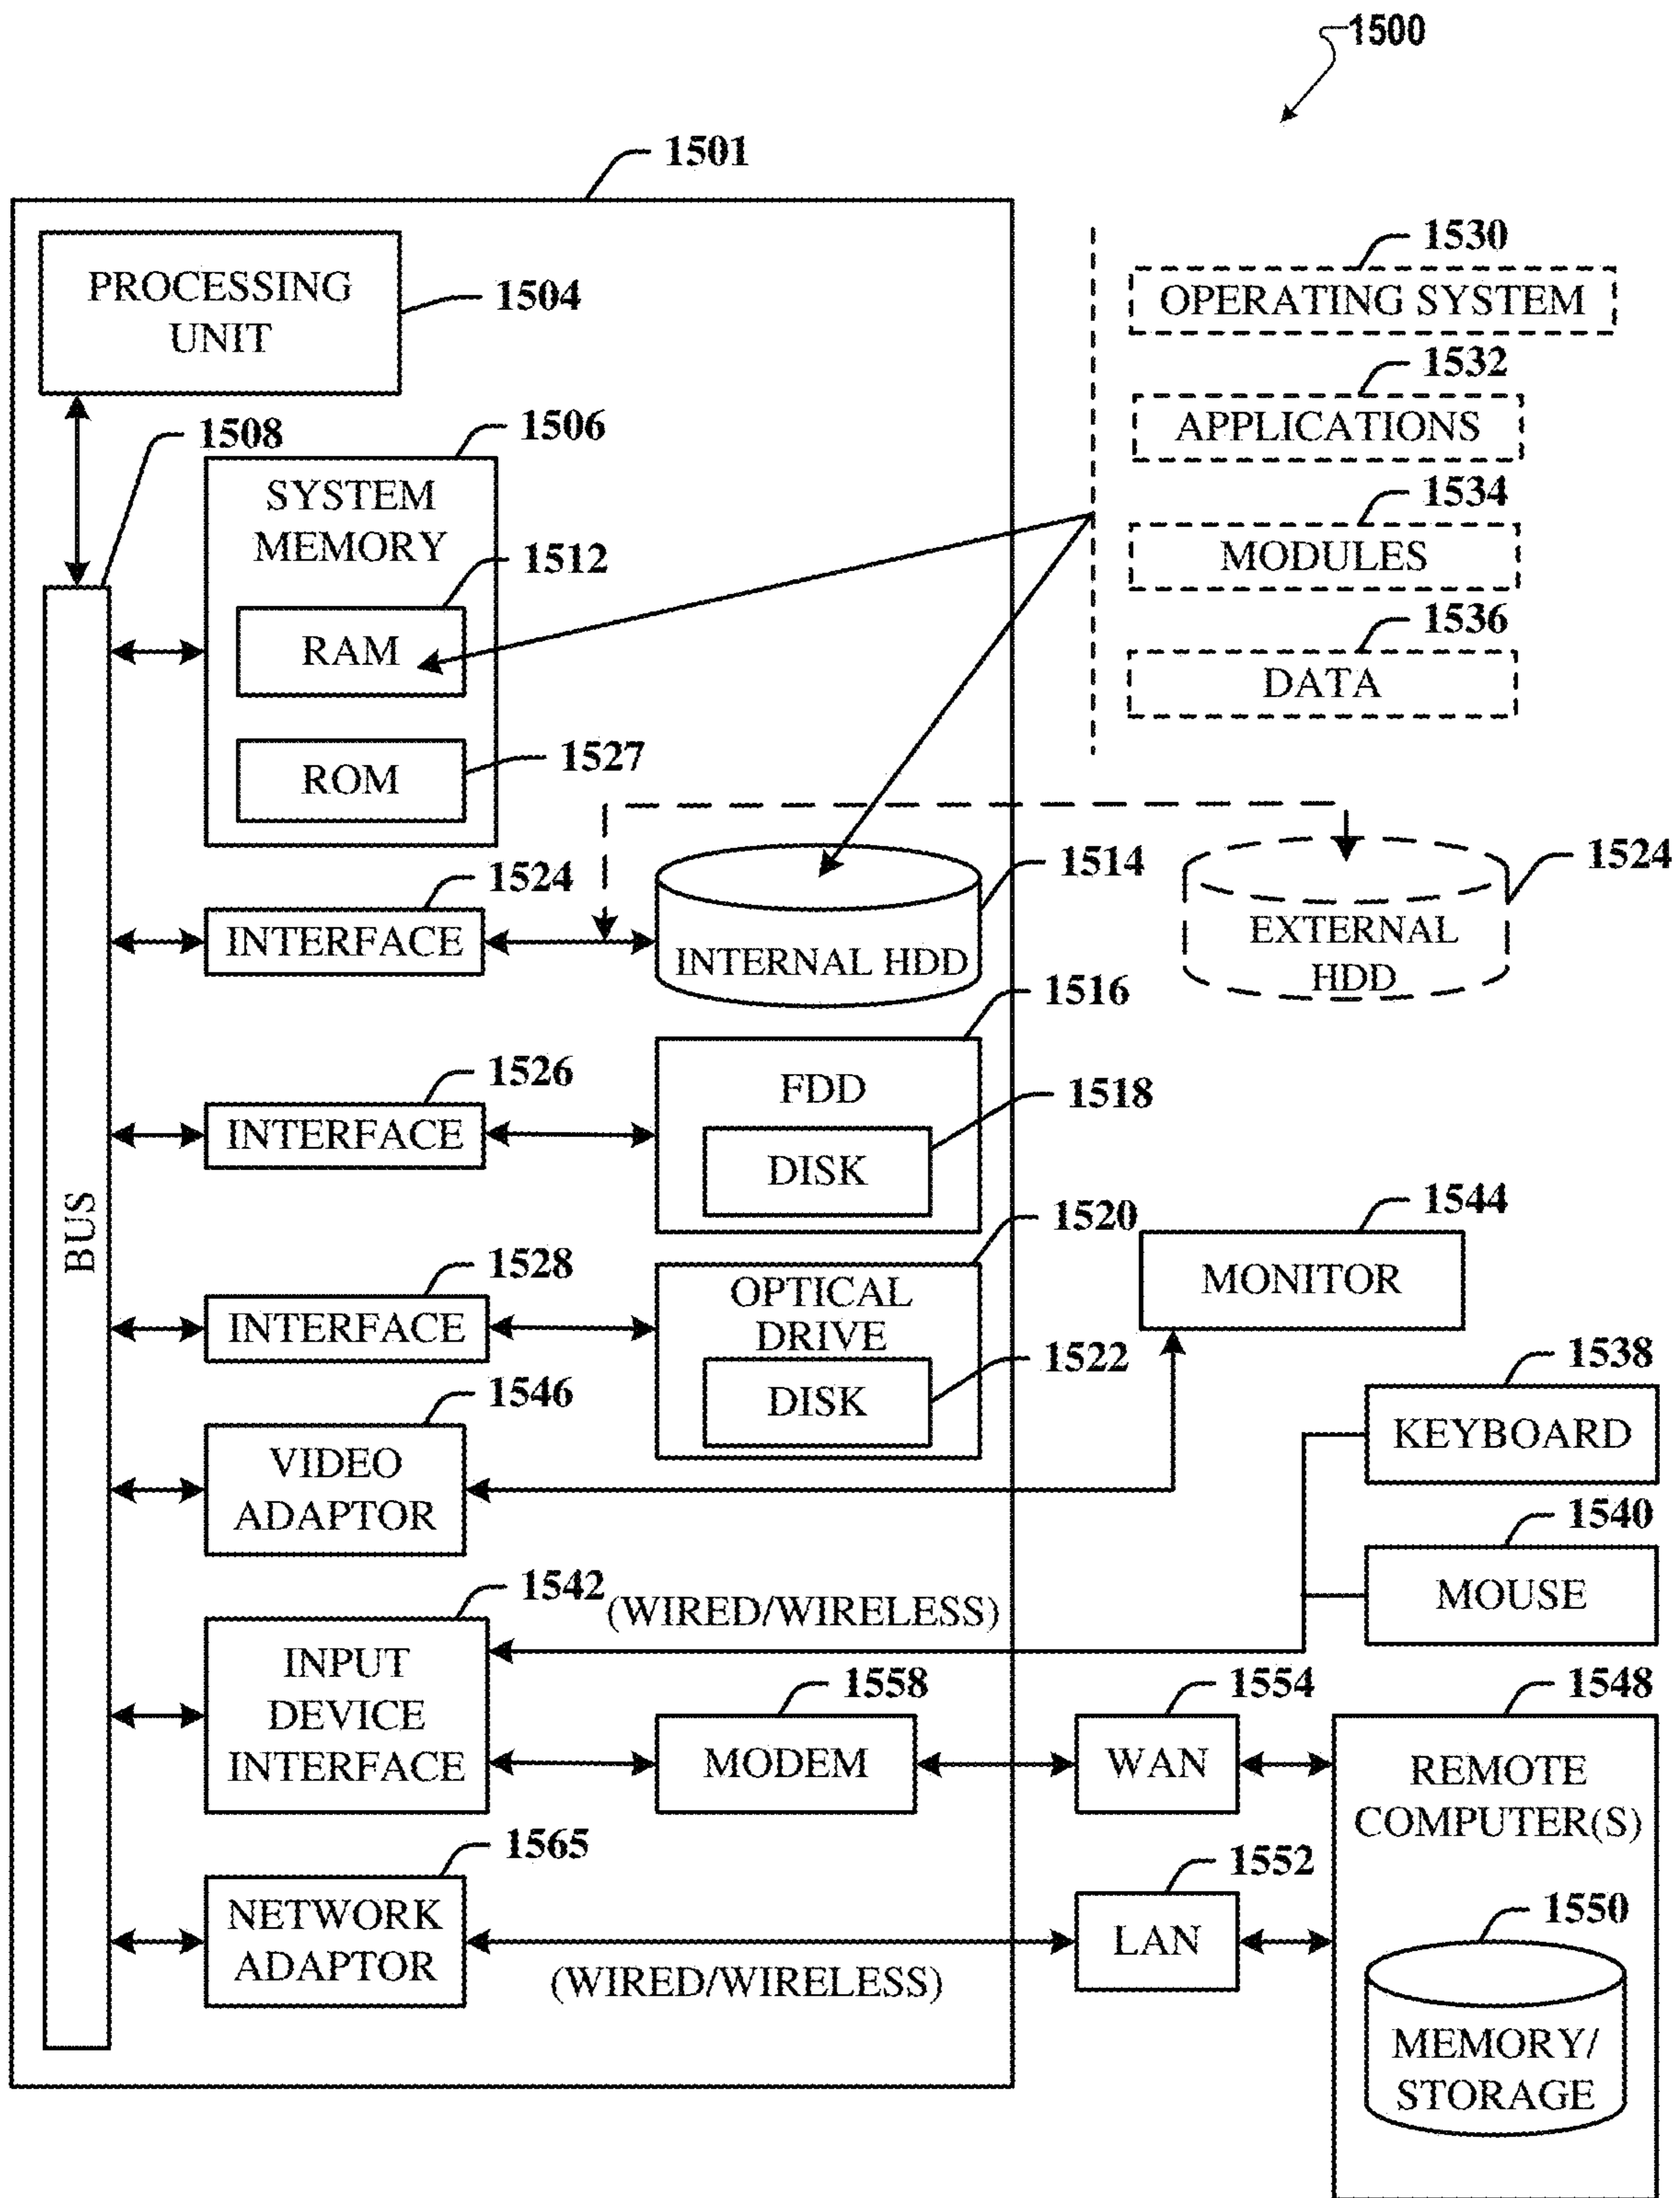 1500
1501
PROCESSING
UNIT
1504
1530
OPERATING SYSTEM
1532
APPLICATIONS
1534
MODULES
1536
DATA
1508
1506
SYSTEM
MEMORY
1512
RAM
1527
ROM
1524
INTERFACE
1514
INTERNAL HDD
1524
EXTERNAL
HDD
1526
INTERFACE
1516
FDD
1518
DISK
BUS
1528
INTERFACE
1520
OPTICAL
DRIVE
1522
DISK
1544
MONITOR
1546
VIDEO
ADAPTOR
1538
KEYBOARD
1540
MOUSE
1542
(WIRED/WIRELESS)
INPUT
DEVICE
INTERFACE
1558
MODEM
1554
WAN
1548
REMOTE
COMPUTER(S)
1565
NETWORK
ADAPTOR
(WIRED/WIRELESS)
1552
LAN
1550
MEMORY/
STORAGE